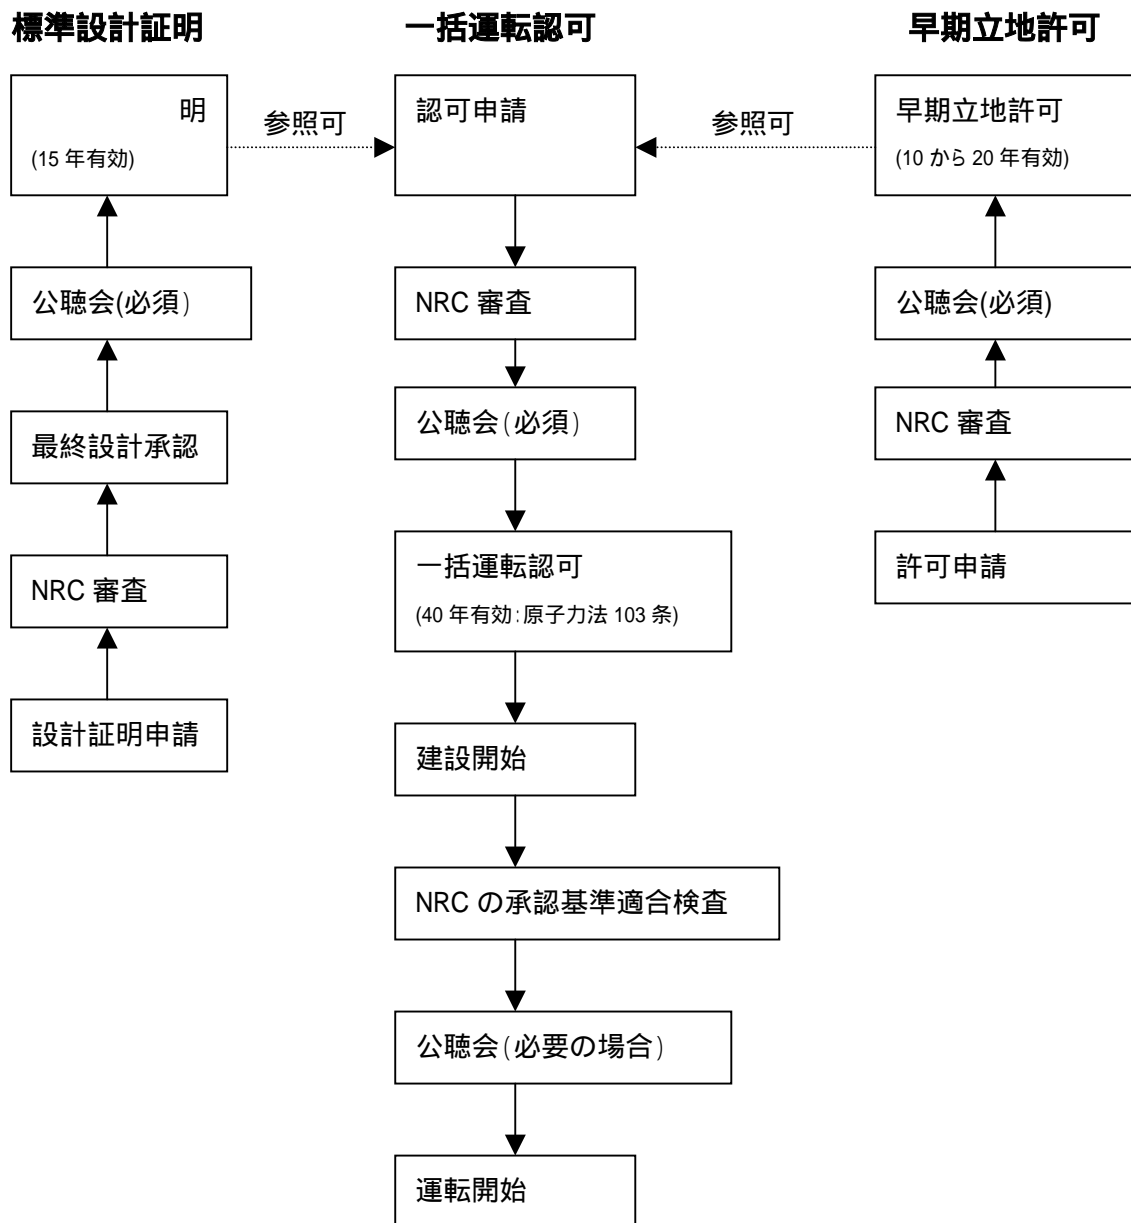 標準設計証明
一括運転認可
早期立地許可
明
(15 年有効)
参照可
認可申請
参照可
早期立地許可
(10 から 20 年有効)
公聴会(必須)
NRC 審査
公聴会(必須)
最終設計承認
公聴会(必須)
NRC 審査
NRC 審査
一括運転認可
(40 年有効:原子力法 103 条)
許可申請
設計証明申請
建設開始
NRC の承認基準適合検査
公聴会(必要の場合)
運転開始